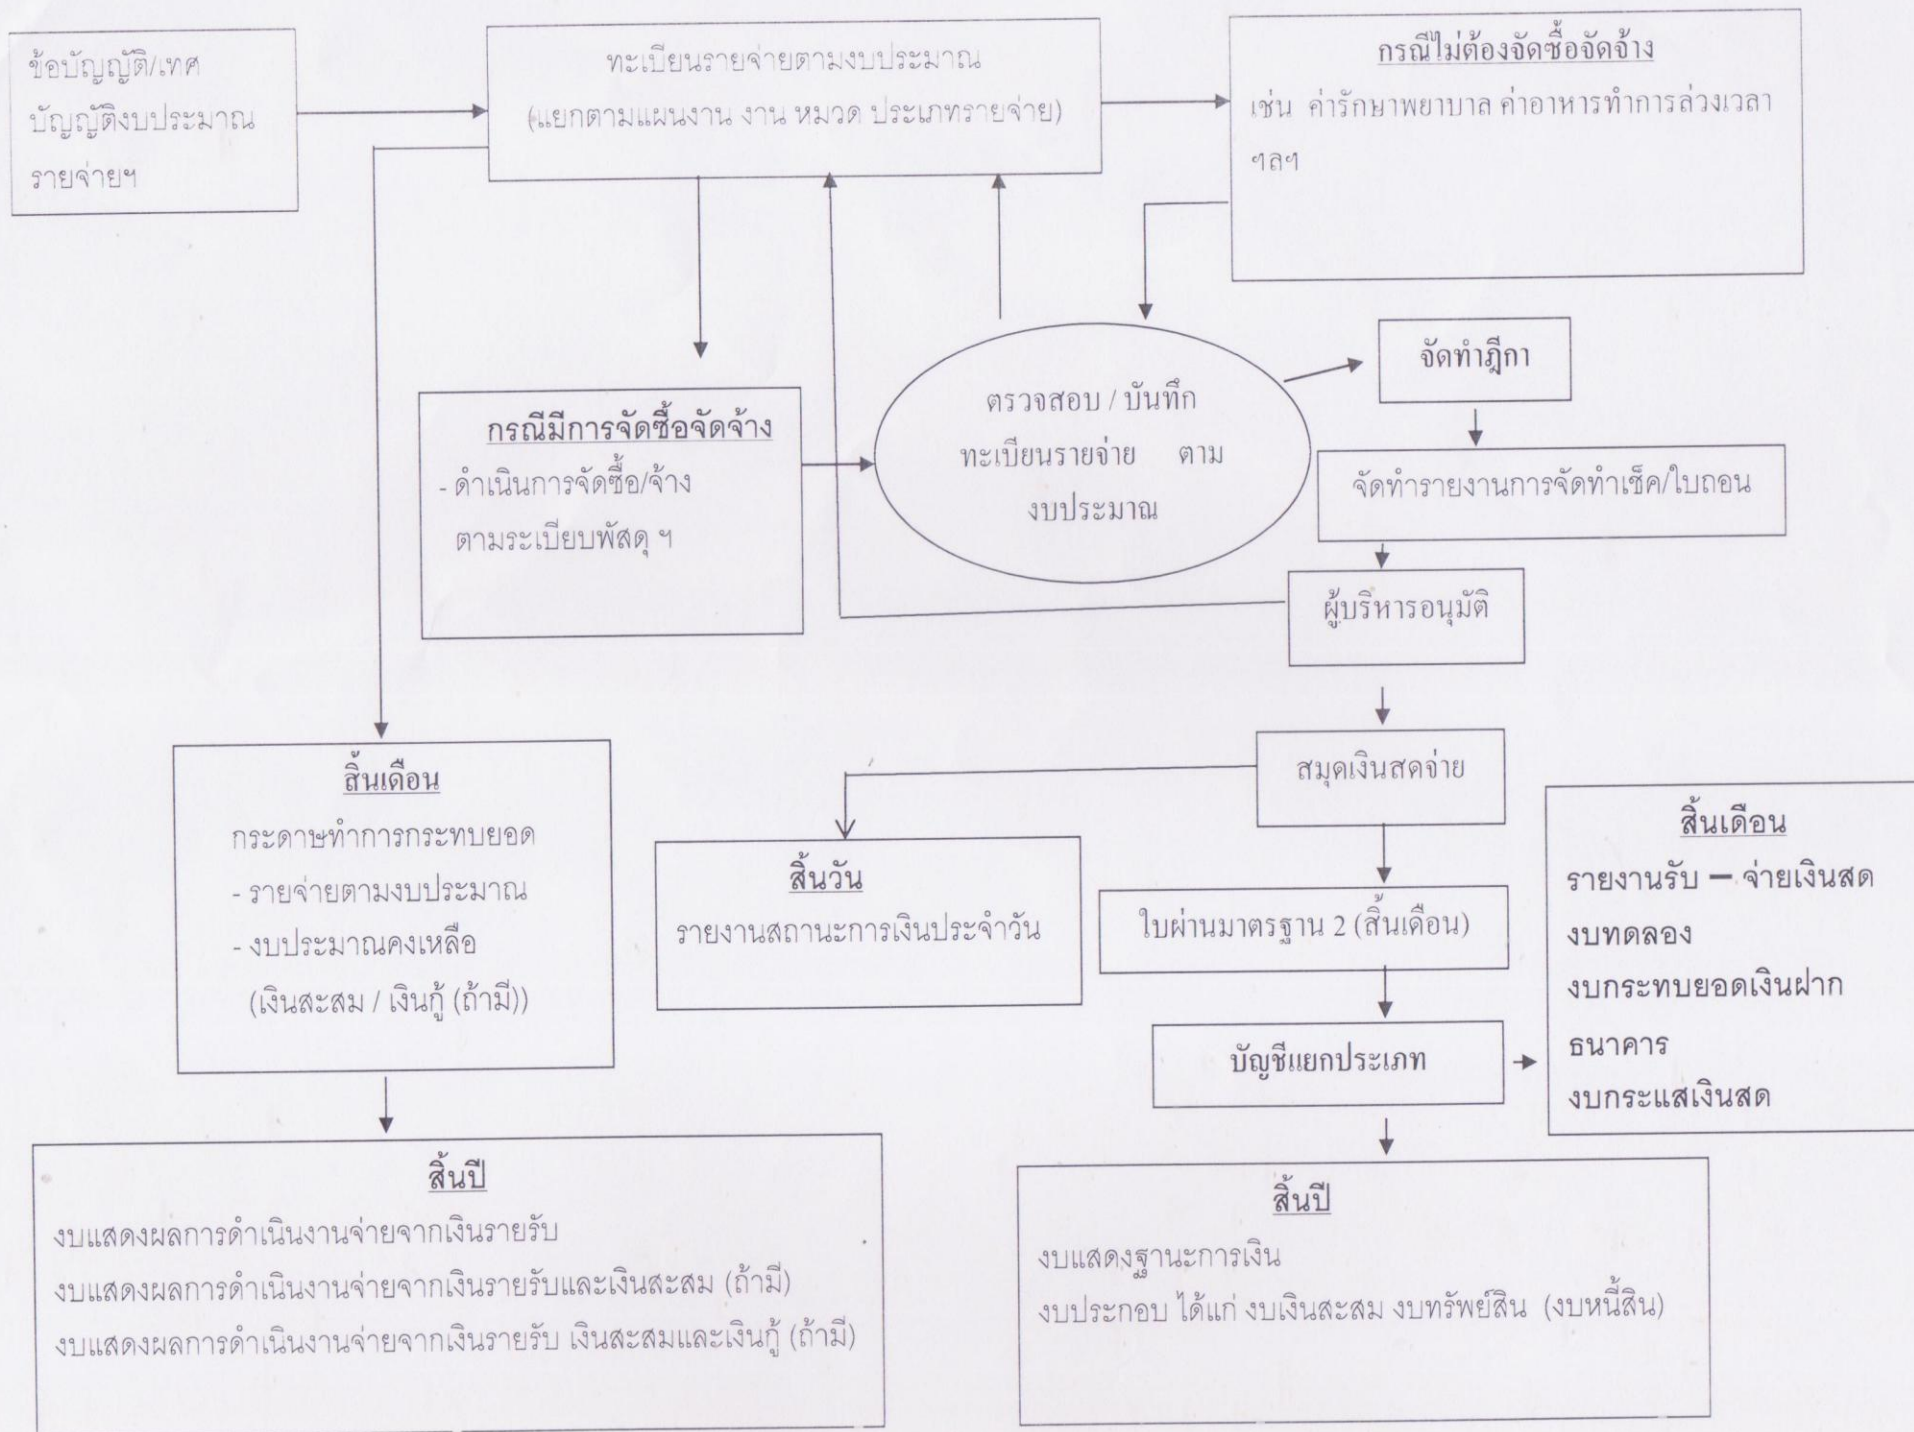 ข้อบัญญัติ/เทศ
บัญญัติงบประมาณ
รายจ่ายฯ
ทะเบียนรายจ่ายตามงบประมาณ
(แยกตามแผนงาน งาน หมวด ประเภทรายจ่าย)
กรณีไม่ต้องจัดซื้อจัดจ้าง
เช่น ค่ารักษาพยาบาล ค่าอาหารทำการล่วงเวลา
ฯลฯ
กรณีมีการจัดซื้อจัดจ้าง
- ดำเนินการจัดซื้อ/จ้าง
ตามระเบียบพัสดุ ฯ
ตรวจสอบ / บันทึก
ทะเบียนรายจ่าย ตาม
งบประมาณ
จัดทำฎีกา
จัดทำรายงานการจัดทำเช็ค/ใบถอน
ผู้บริหารอนุมัติ
สมุดเงินสดจ่าย
สิ้นเดือน
กระดาษทำการกระทบยอด
- รายจ่ายตามงบประมาณ
- งบประมาณคงเหลือ
(เงินสะสม / เงินกู้ (ถ้ามี))
สิ้นวัน
รายงานสถานะการเงินประจำวัน
ใบผ่านมาตรฐาน 2 (สิ้นเดือน)
บัญชีแยกประเภท
สิ้นเดือน
รายงานรับ – จ่ายเงินสด
งบทดลอง
งบกระทบยอดเงินฝาก
ธนาคาร
งบกระแสเงินสด
สิ้นปี
งบแสดงผลการดำเนินงานจ่ายจากเงินรายรับ
งบแสดงผลการดำเนินงานจ่ายจากเงินรายรับและเงินสะสม (ถ้ามี)
งบแสดงผลการดำเนินงานจ่ายจากเงินรายรับ เงินสะสมและเงินกู้ (ถ้ามี)
สิ้นปี
งบแสดงฐานะการเงิน
งบประกอบ ได้แก่ งบเงินสะสม งบทรัพย์สิน (งบหนี้สิน)